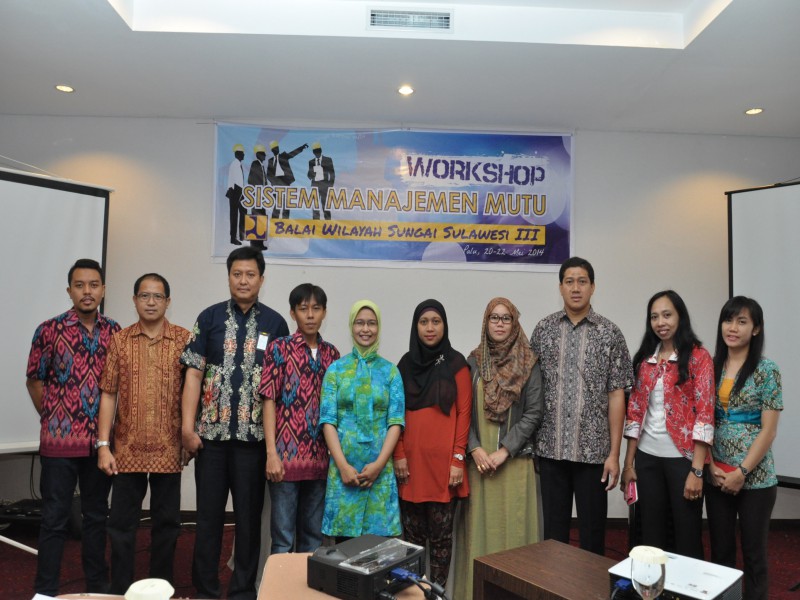 WORKSHOP
SISTEM MANAJEMEN MUTU
BALAI WILAYAH SUNGAI SULAWESI III
Palu, 20-22 Mei 2014